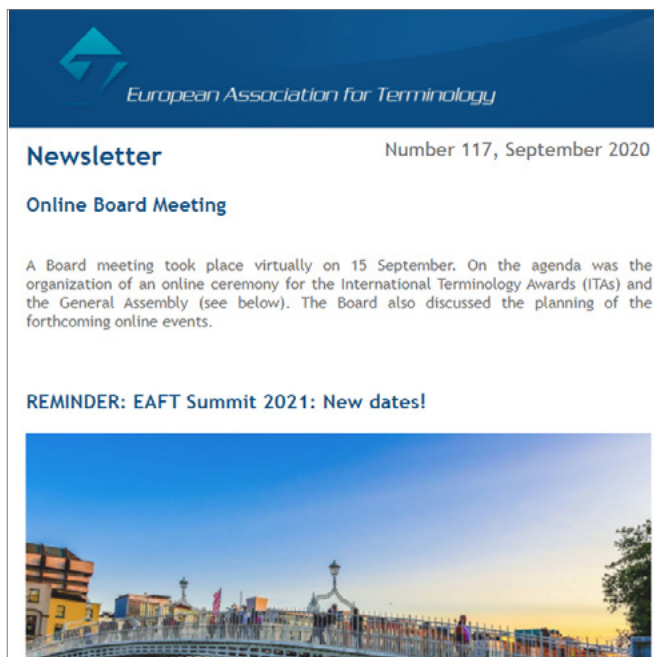 European Association for Terminology
Newsletter
Number 117, September 2020
Online Board Meeting
A Board meeting took place virtually on 15 September. On the agenda was the
organization of an online ceremony for the International Terminology Awards (ITAs) and
the General Assembly (see below). The Board also discussed the planning of the
forthcoming online events.
REMINDER: EAFT Summit 2021: New dates!